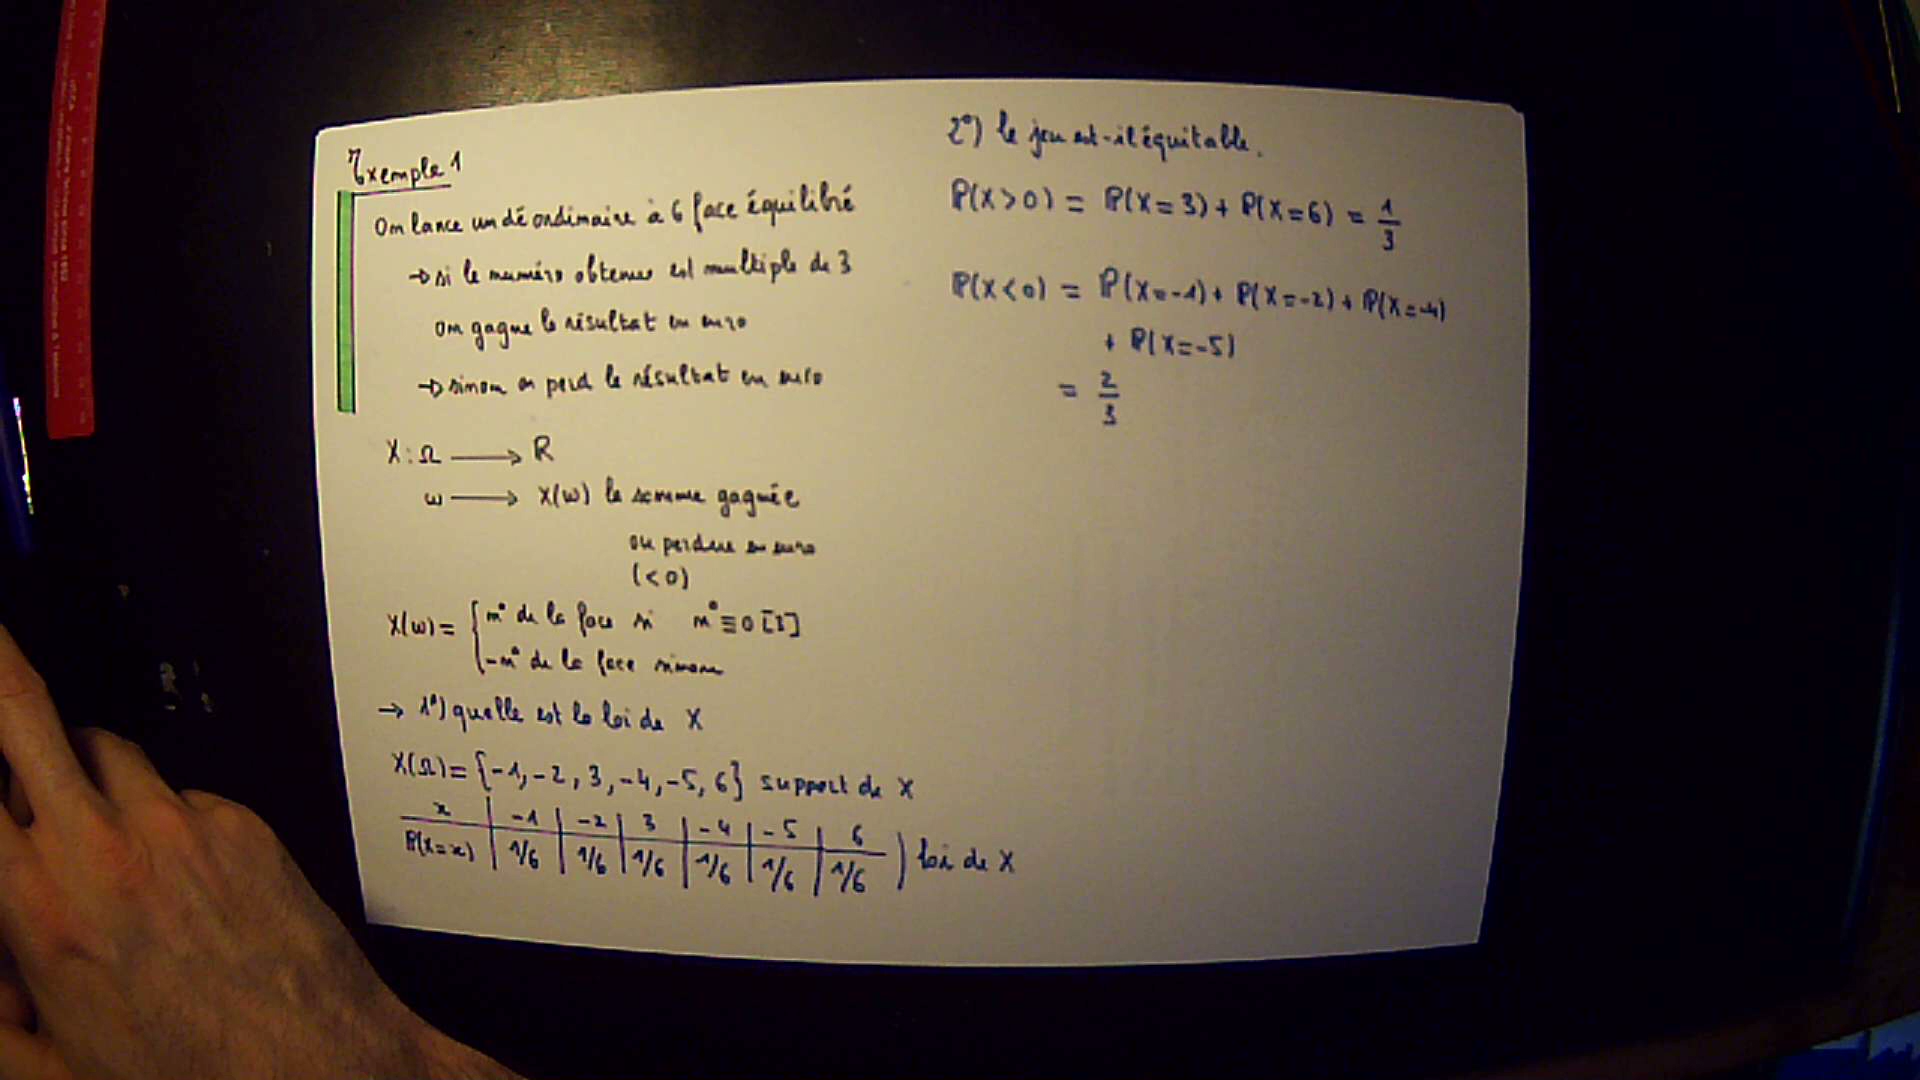 Exemple 1
On lance un dé ordinaire à 6 face équilibré
→ si le numéro obtenus est multiple de 3
on gagne le résultat en euro
→ sinon on perd le résultat en euro
X : Ω → R
ω → X(ω) la somme gagnée
ou perdue en euro
(< 0)
X(ω) = { n° de la face si n° ≡ 0 [3]
- n° de la face sinon
→ 1°) quelle est la loi de X
X(Ω) = {-1, -2, 3, -4, -5, 6} support de X
x | -1 | -2 | 3 | -4 | -5 | 6
P(X=x) | 1/6 | 1/6 | 1/6 | 1/6 | 1/6 | 1/6 ) loi de X
2°) le jeu est-il équitable.
P(X>0) = P(X=3) + P(X=6) = 1/3
P(X<0) = P(X=-1) + P(X=-2) + P(X=-4)
+ P(X=-5)
= 2/3